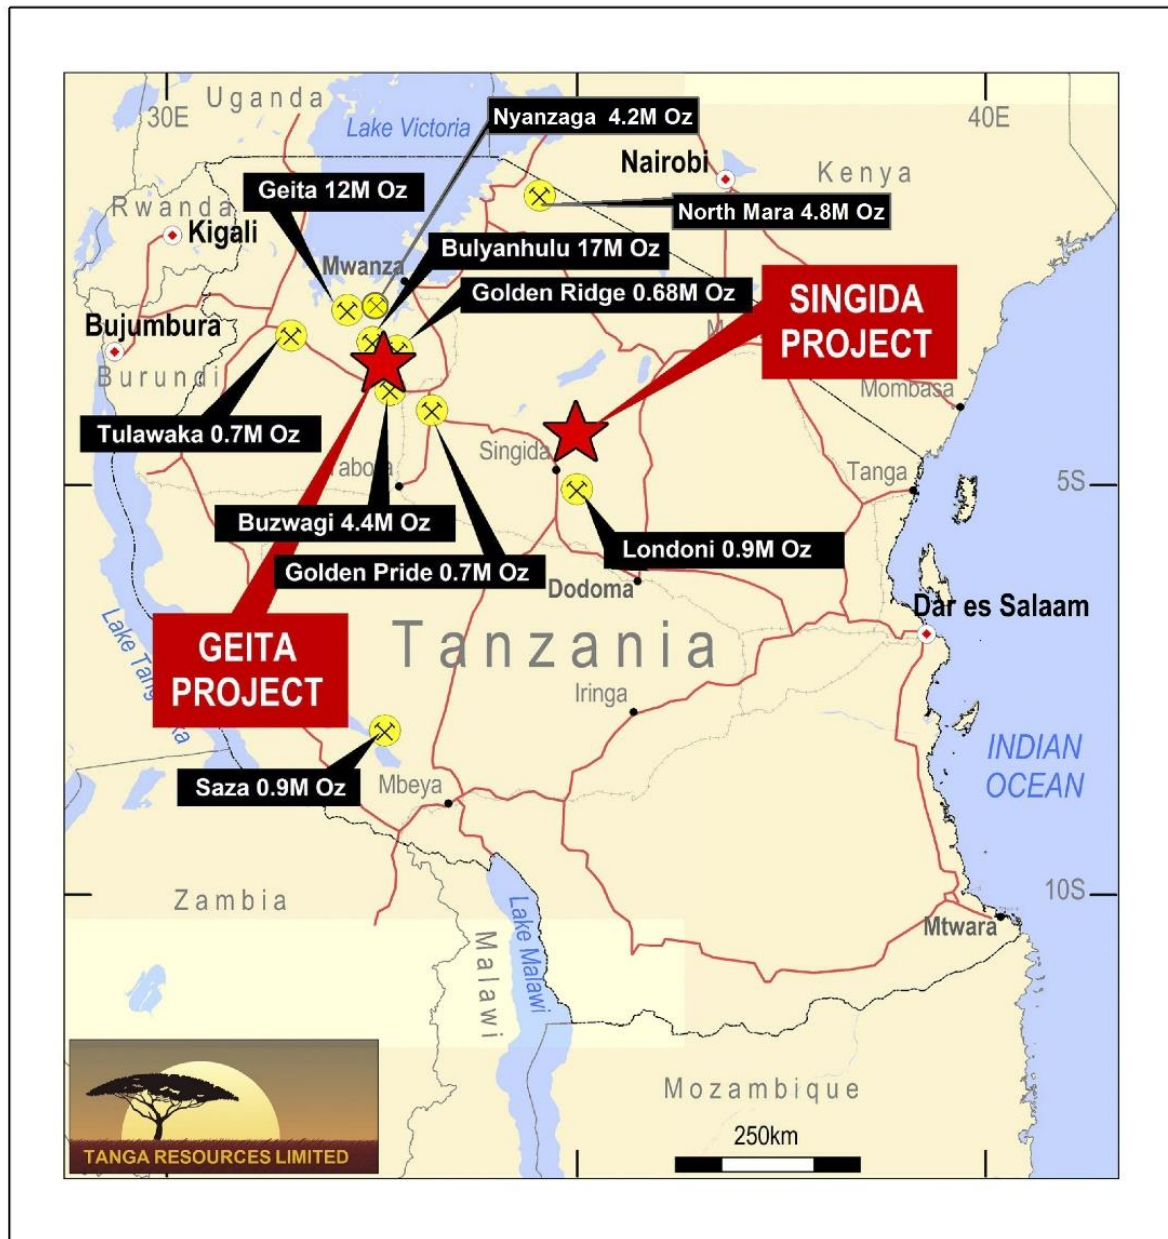 30E
40E
Uganda
Lake Victoria
Nyanzaga 4.2M Oz
Nairobi
Kenya
Geita 12M Oz
Rwanda
Kigali
North Mara 4.8M Oz
Bulyanhulu 17M Oz
Mwanza
Golden Ridge 0.68M Oz
SINGIDA
PROJECT
Bujumbura
Burundi
Mombasa
Tulawaka 0.7M Oz
Singida
Tanga
5S
Buzwagi 4.4M Oz
Londoni 0.9M Oz
Golden Pride 0.7M Oz
Dodoma
Dar es Salaam
Tanzania
GEITA
PROJECT
Iringa
INDIAN
OCEAN
Saza 0.9M Oz
Mbeya
Zambia
10S
Mtwara
Lake Malawi
Malawi
Mozambique
250km
TANGA RESOURCES LIMITED